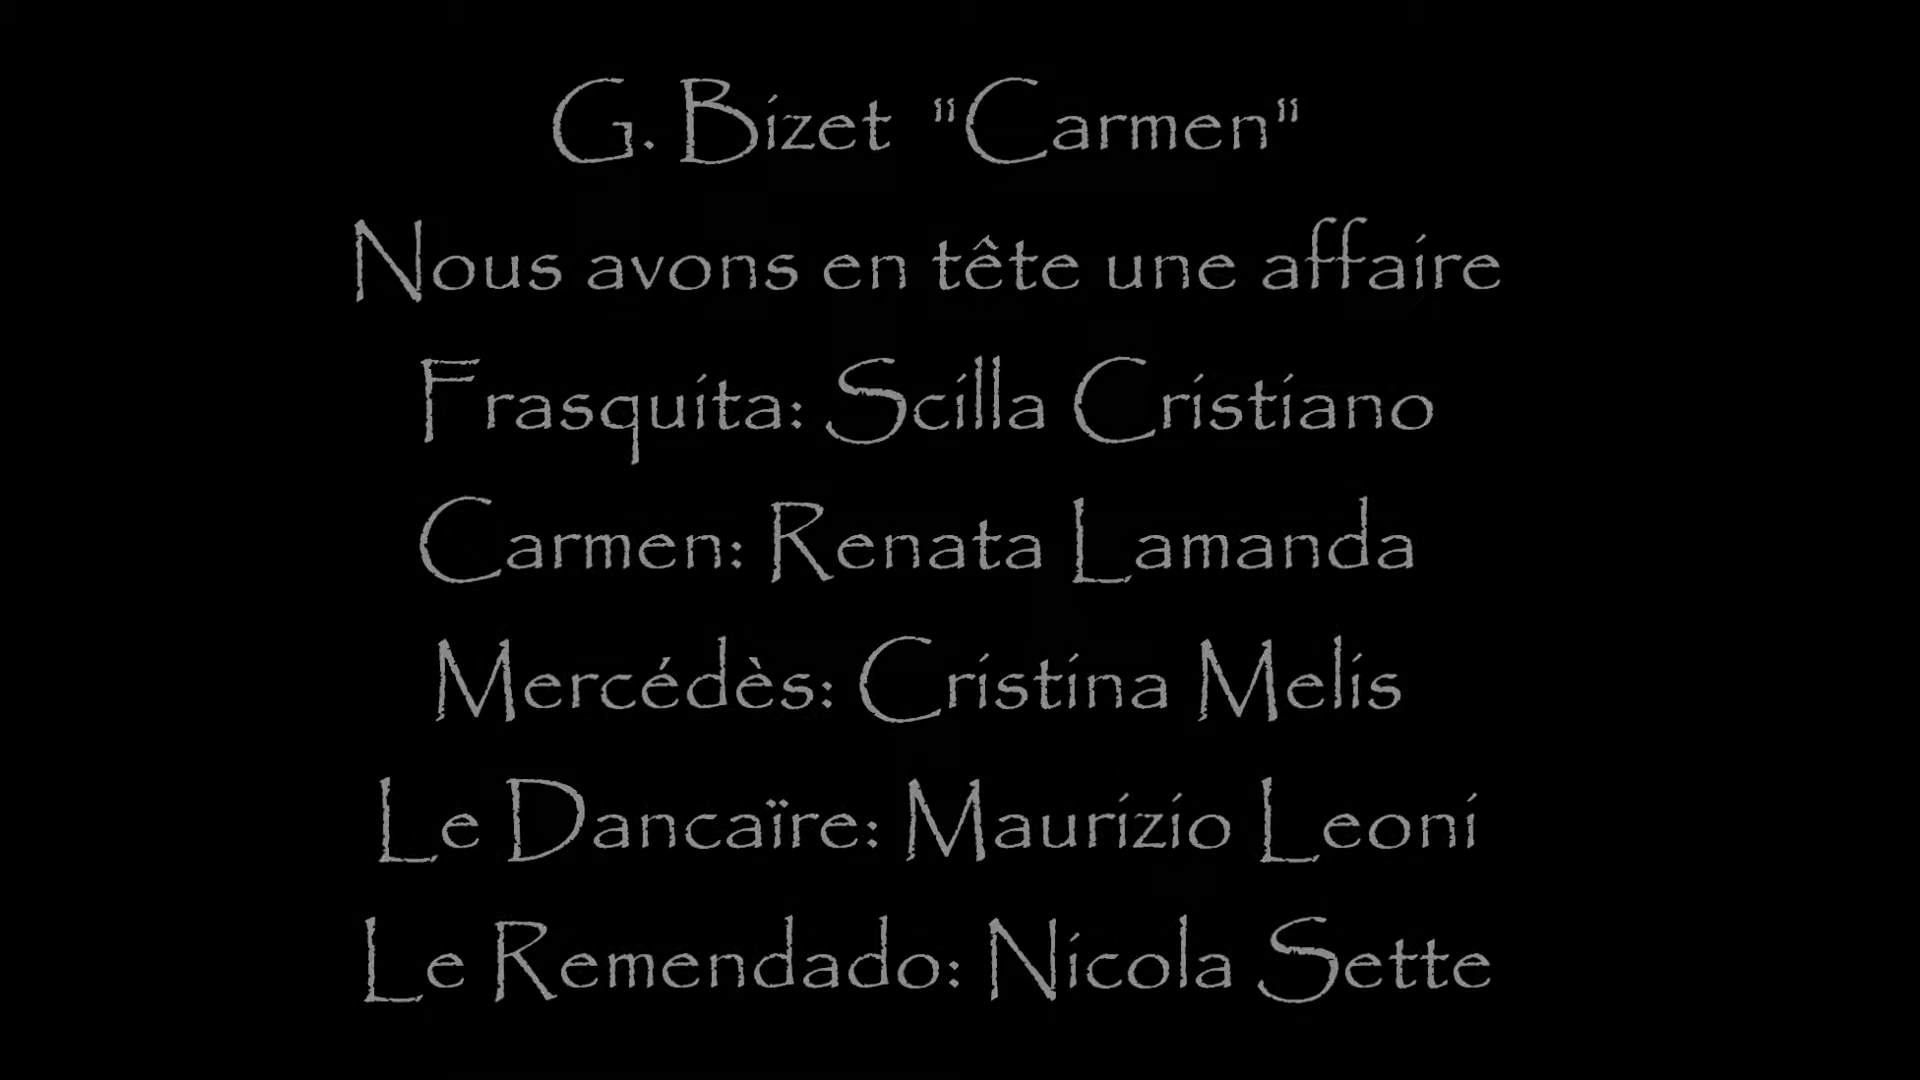 G. Bizet "Carmen"
Nous avons en tête une affaire
Frasquita: Scilla Cristiano
Carmen: Renata Lamanda
Mercédès: Cristina Melis
Le Dancaïre: Maurizio Leoni
Le Remendado: Nicola Sette